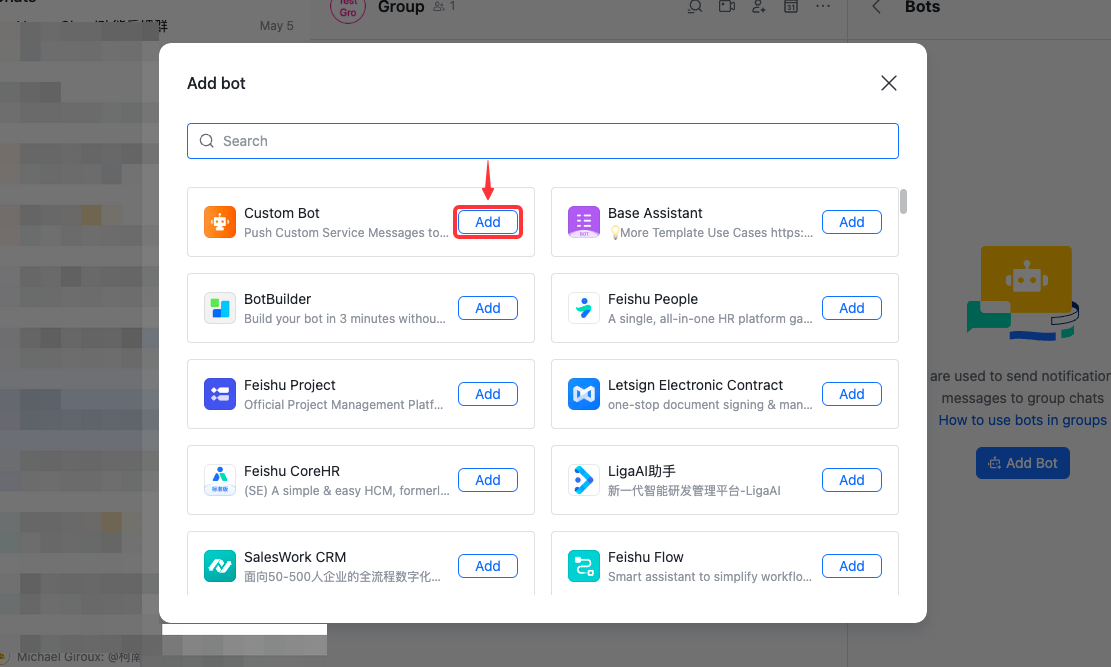 Test
Gro
Group
1
Bots
May 5
Add bot
Search
Custom Bot
Push Custom Service Messages to...
Add
Base Assistant
💡More Template Use Cases https:...
Add
BotBuilder
Build your bot in 3 minutes withou...
Add
Feishu People
A single, all-in-one HR platform ga...
Add
Feishu Project
Official Project Management Platf...
Add
Letsign Electronic Contract
one-stop document signing & man...
Add
Feishu CoreHR
(SE) A simple & easy HCM, formerl...
Add
LigaAI助手
新一代智能研发管理平台-LigaAI
Add
SalesWork CRM
面向50-500人企业的全流程数字化...
Add
Feishu Flow
Smart assistant to simplify workflo...
Add
are used to send notification
messages to group chats
How to use bots in groups
Add Bot
Michael Giroux: @柯南